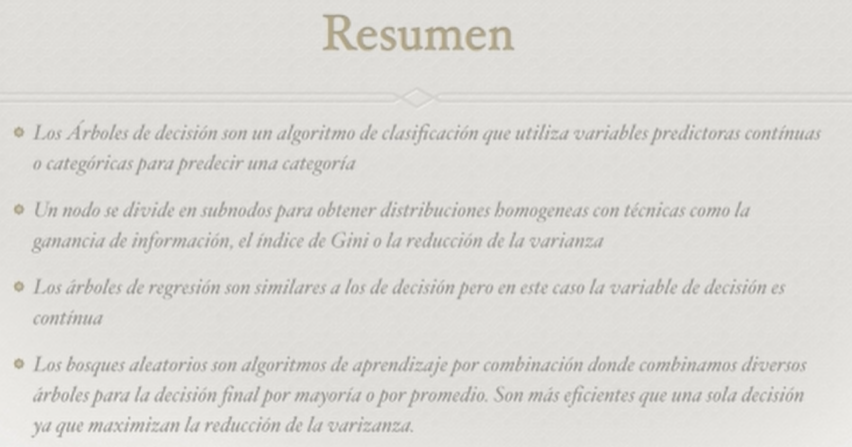 Resumen
Los Árboles de decisión son un algoritmo de clasificación que utiliza variables predictoras contínuas
o categóricas para predecir una categoría
Un nodo se divide en subnodos para obtener distribuciones homogeneas con técnicas como la
ganancia de información, el índice de Gini o la reducción de la varianza
Los árboles de regresión son similares a los de decisión pero en este caso la variable de decisión es
contínua
Los bosques aleatorios son algoritmos de aprendizaje por combinación donde combinamos diversos
árboles para la decisión final por mayoría o por promedio. Son más eficientes que una sola decisión
ya que maximizan la reducción de la varizanza.